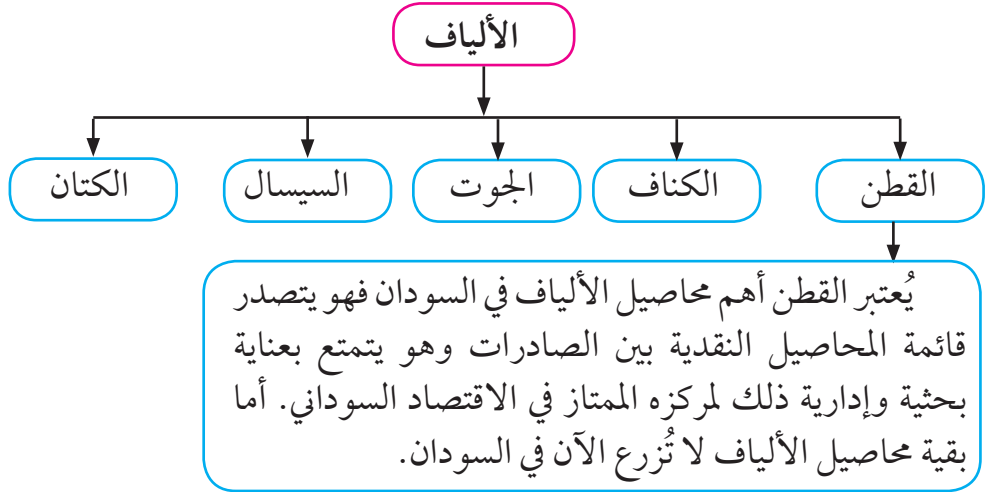 الألياف
القطن
الكناف
الجوت
السيسال
الكتان
يُعتبر القطن أهم محاصيل الألياف في السودان فهو يتصدر
قائمة المحاصيل النقدية بين الصادرات وهو يتمتع بعناية
بحثية وإدارية ذلك لمركزه الممتاز في الاقتصاد السوداني. أما
بقية محاصيل الألياف لا تُزرع الآن في السودان.